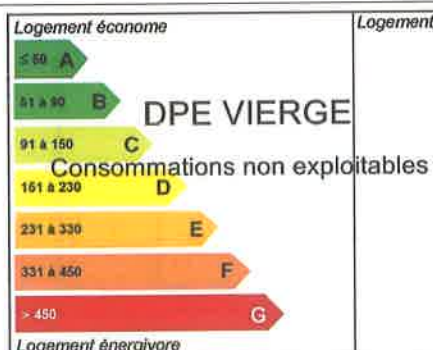 Logement économe
Logement
≤ 50 A
51 à 90 B
DPE VIERGE
91 à 150 C
Consommations non exploitables
151 à 230 D
231 à 330 E
331 à 450 F
> 450 G
Logement énergivore